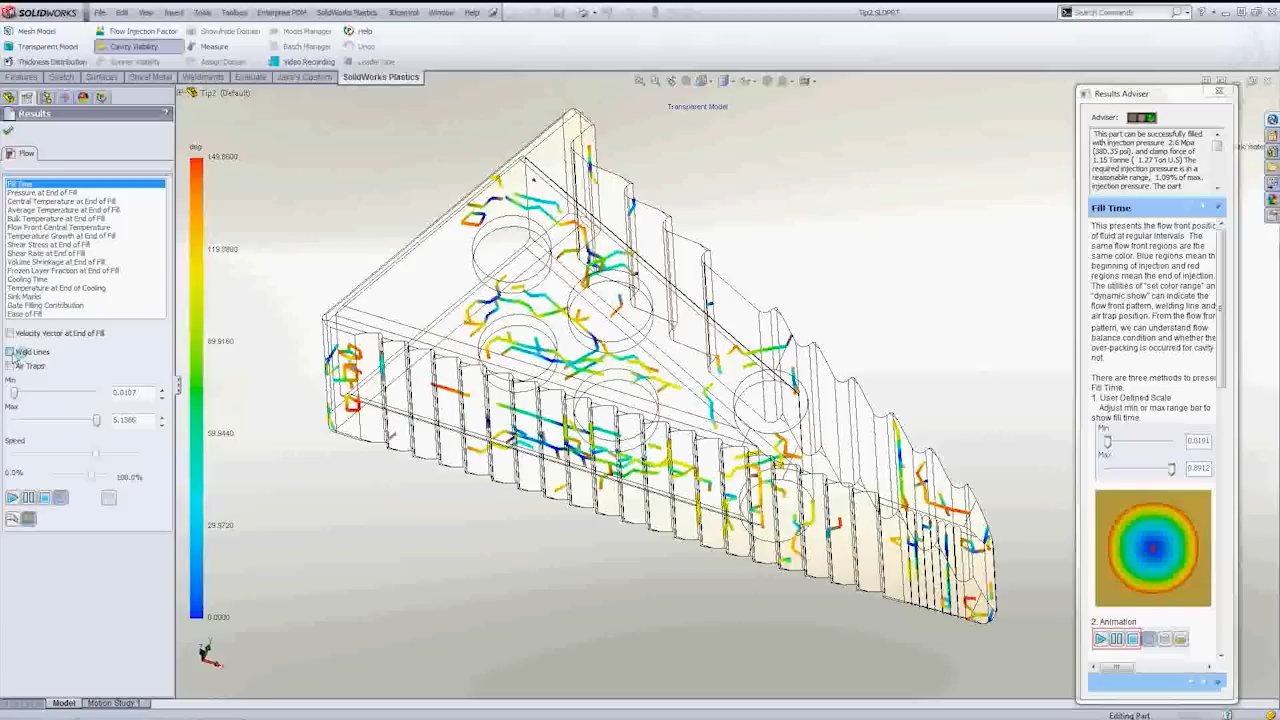 SOLIDWORKS File Edit View Insert Tools Toolbox Enterprise PDM SolidWorks Plastics 3Dcontrol Window Help Tip2.SLDPRT Search Commands
Mesh Model Flow Injection Factor Show/Hide Domain Model Manager Help
Transparent Model Cavity Visibility Measure Batch Manager Undo
Thickness Distribution Runner Visibility Assign Domain Video Recording
Features Sketch Surfaces Sheet Metal Weldments Evaluate SolidWorks Plastics
Tip2 (Default)
Transparent Model
Results ?
Flow
Fill Time
Pressure at End of Fill
Central Temperature at End of Fill
Average Temperature at End of Fill
Bulk Temperature at End of Fill
Flow Front Central Temperature
Temperature Growth at End of Fill
Shear Stress at End of Fill
Shear Rate at End of Fill
Volume Shrinkage at End of Fill
Frozen Layer Fraction at End of Fill
Cooling Time
Temperature at End of Cooling
Sink Marks
Gate Filling Contribution
Ease of Fill
Velocity Vector at End of Fill
Weld Lines
Air Traps
Min
0.0107
Max
5.1366
Speed
0.0%
100.0%
deg
149.8600
119.8880
89.9160
59.9440
29.9720
0.0000
Results Adviser
Adviser:
This part can be successfully filled
with injection pressure 2.6 Mpa
(380.35 psi). and clamp force of
1.15 Tonne ( 1.27 Ton U.S) The
required injection pressure is in a
reasonable range, 1.09% of max.
injection pressure. The part
Fill Time
This presents the flow front position
of fluid at regular intervals. The
same flow front regions are the
same color. Blue regions mean the
beginning of injection and red
regions mean the end of injection.
The utilities of "set color range" and
"dynamic show" can indicate the
flow front pattern, welding line and
air trap position. From the flow front
pattern, we can understand flow
balance condition and whether the
over-packing is occurred for cavity
not.
There are three methods to present
Fill Time.
1. User Defined Scale
Adjust min or max range bar to
show fill time.
Min
0.0191
Max
0.8912
2. Animation
Model Motion Study 1
Editing Part